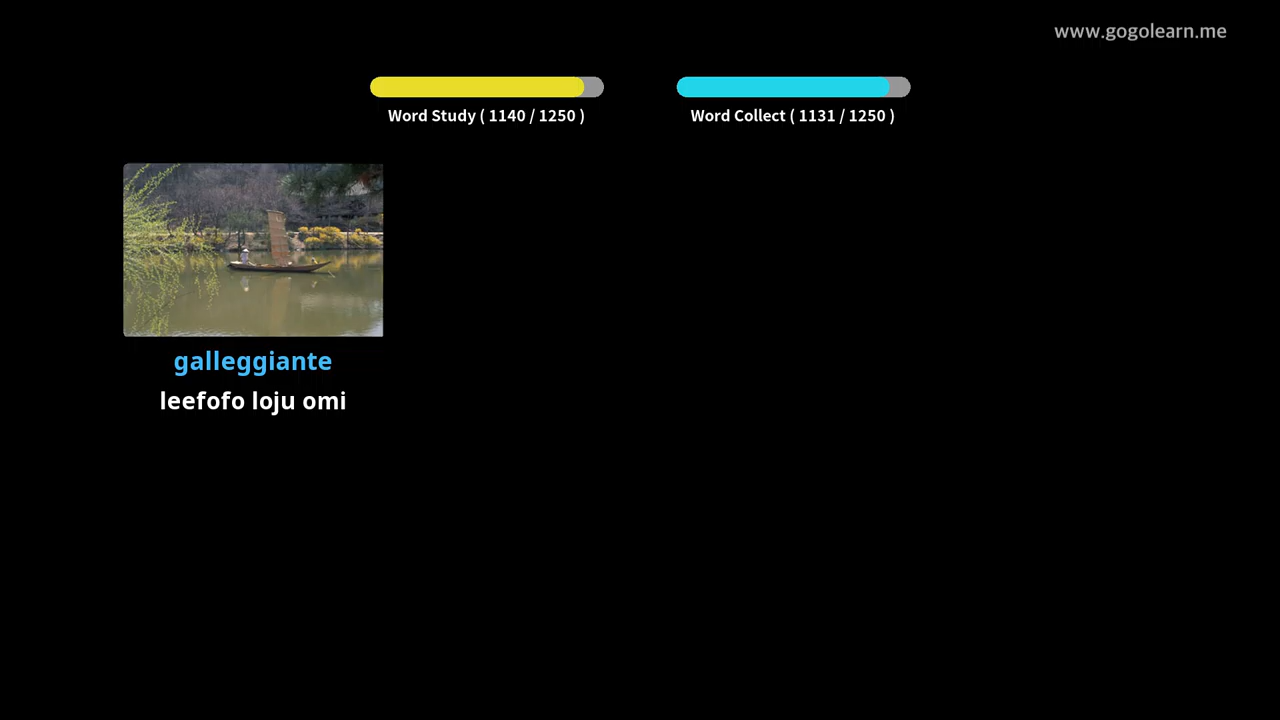 www.gogolearn.me
Word Study ( 1140 / 1250 )
Word Collect ( 1131 / 1250 )
galleggiante
leefofo loju omi